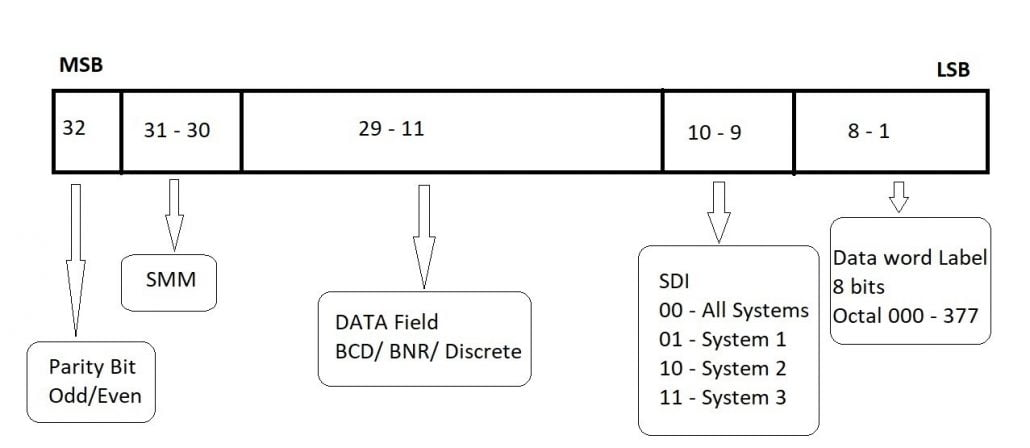 MSB
LSB
32
31 - 30
29 - 11
10 - 9
8 - 1
Parity Bit
Odd/Even
SMM
DATA Field
BCD/ BNR/ Discrete
SDI
00 - All Systems
01 - System 1
10 - System 2
11 - System 3
Data word Label
8 bits
Octal 000 - 377